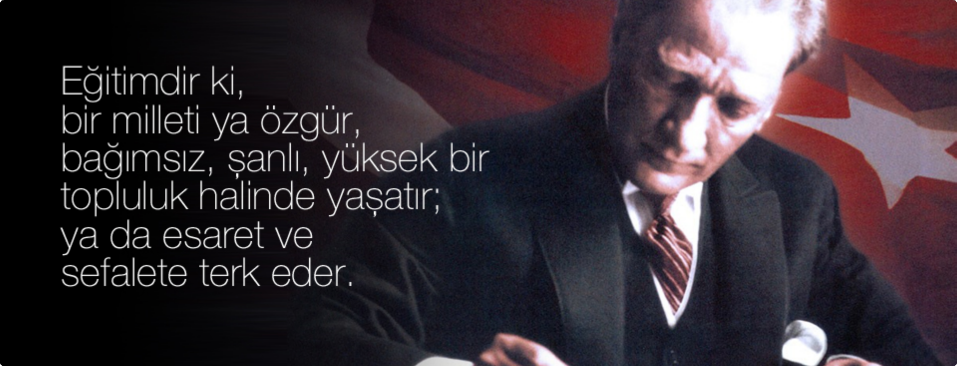 Eğitimdir ki,
bir milleti ya özgür,
bağımsız, şanlı, yüksek bir
topluluk halinde yaşatır;
ya da esaret ve
sefalete terk eder.